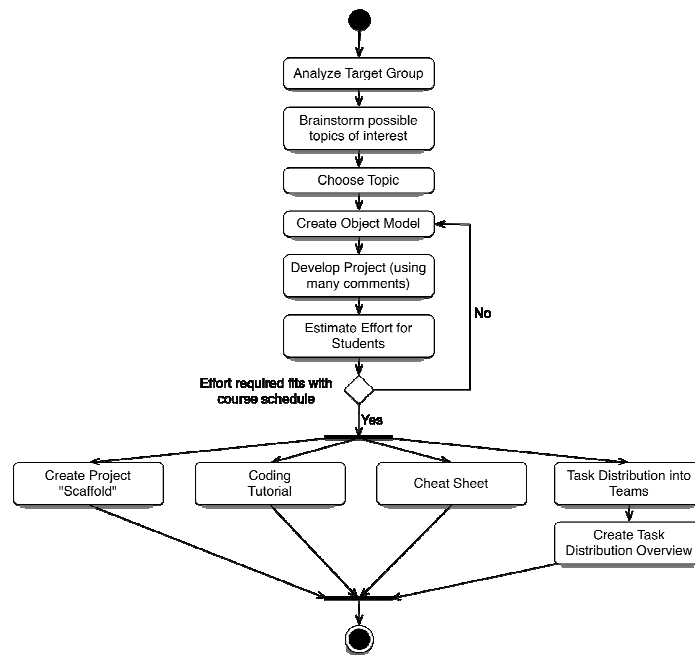 Analyze Target Group
Brainstorm possible
topics of interest
Choose Topic
Create Object Model
Develop Project (using
many comments)
No
Estimate Effort for
Students
Effort required fits with
course schedule
Yes
Create Project
"Scaffold"
Coding
Tutorial
Cheat Sheet
Task Distribution into
Teams
Create Task
Distribution Overview